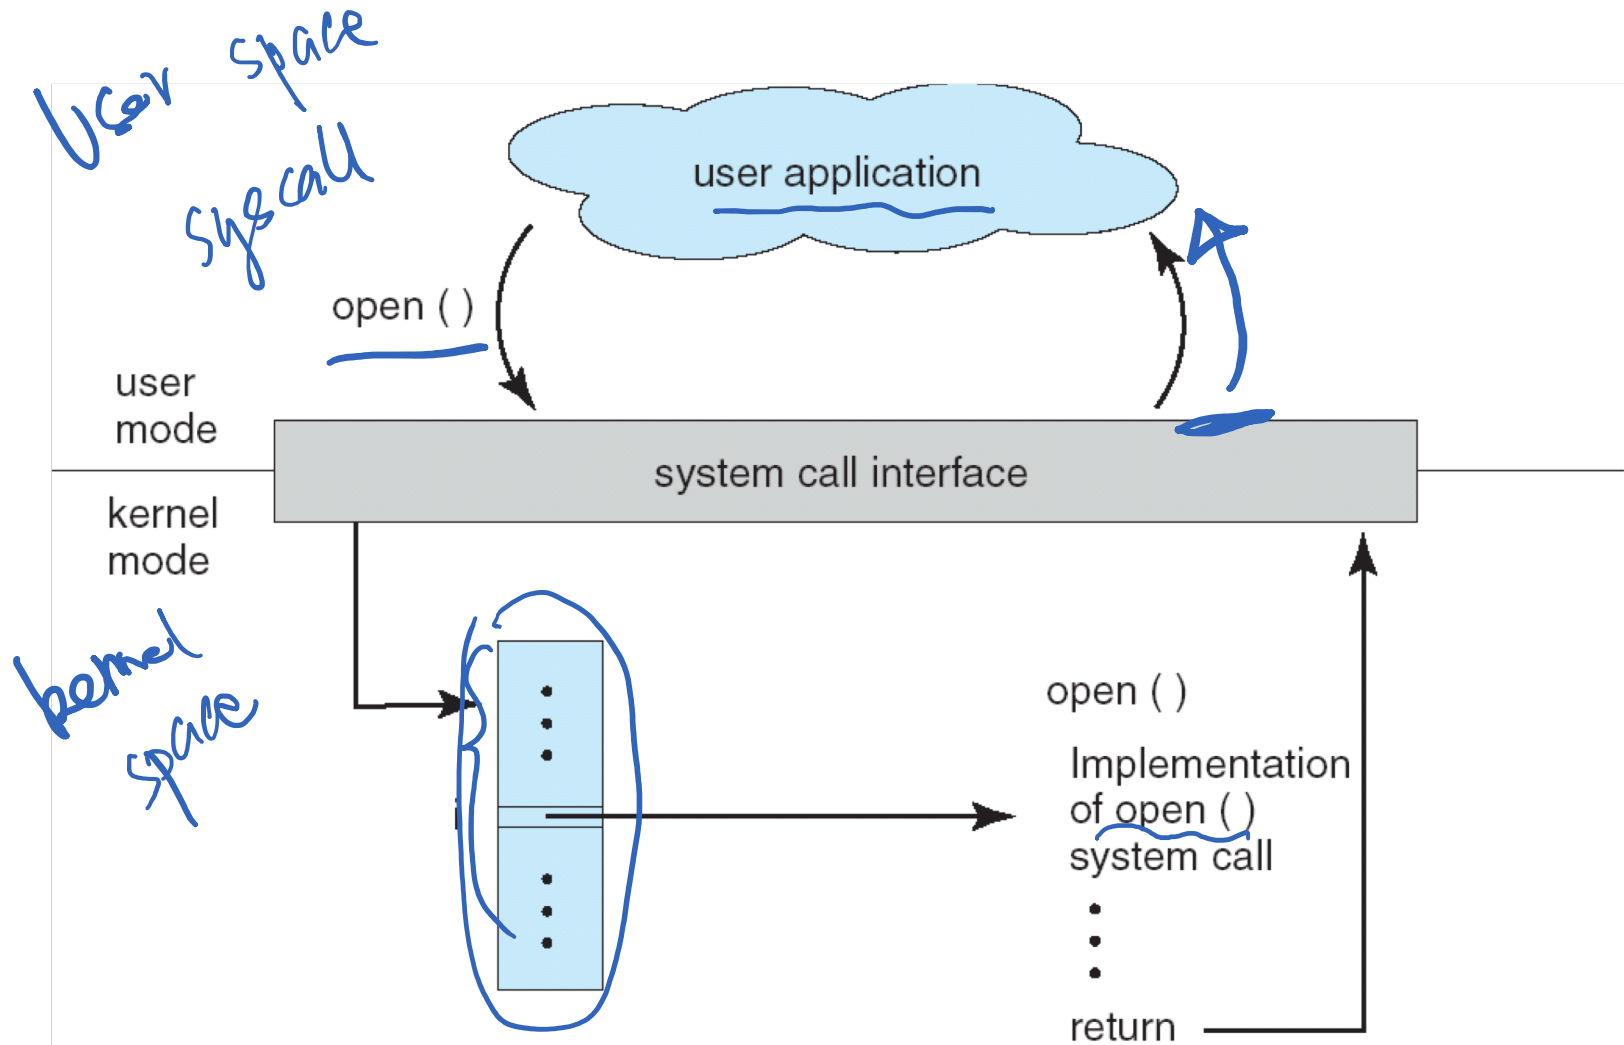 User space
syscall
user application
open ( )
user
mode
system call interface
kernel
mode
kernel
space
open ( )
Implementation
of open ( )
system call
return